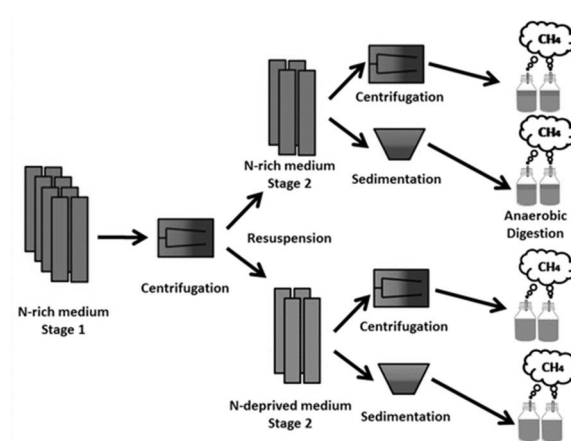 CH4
Centrifugation
N-rich medium
Stage 2
CH4
Sedimentation
Anaerobic
Digestion
Resuspension
Centrifugation
N-rich medium
Stage 1
CH4
Centrifugation
N-deprived medium
Stage 2
Sedimentation
CH4